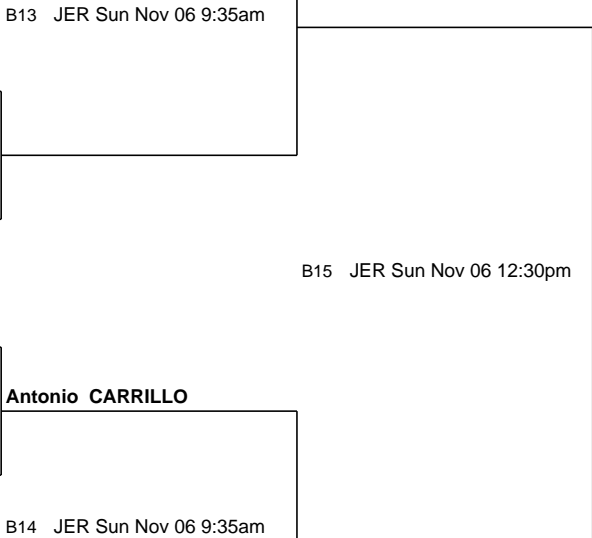 B13 JER Sun Nov 06 9:35am
B15 JER Sun Nov 06 12:30pm
Antonio CARRILLO
B14 JER Sun Nov 06 9:35am